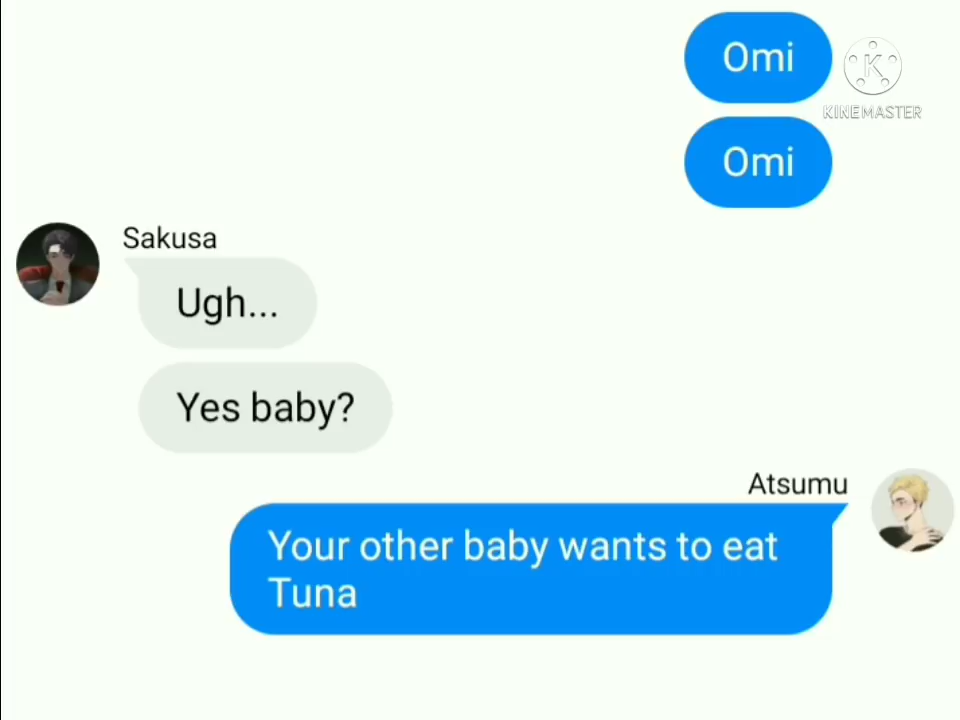 Omi
KINEMASTER
Omi
Sakusa
Ugh...
Yes baby?
Atsumu
Your other baby wants to eat
Tuna